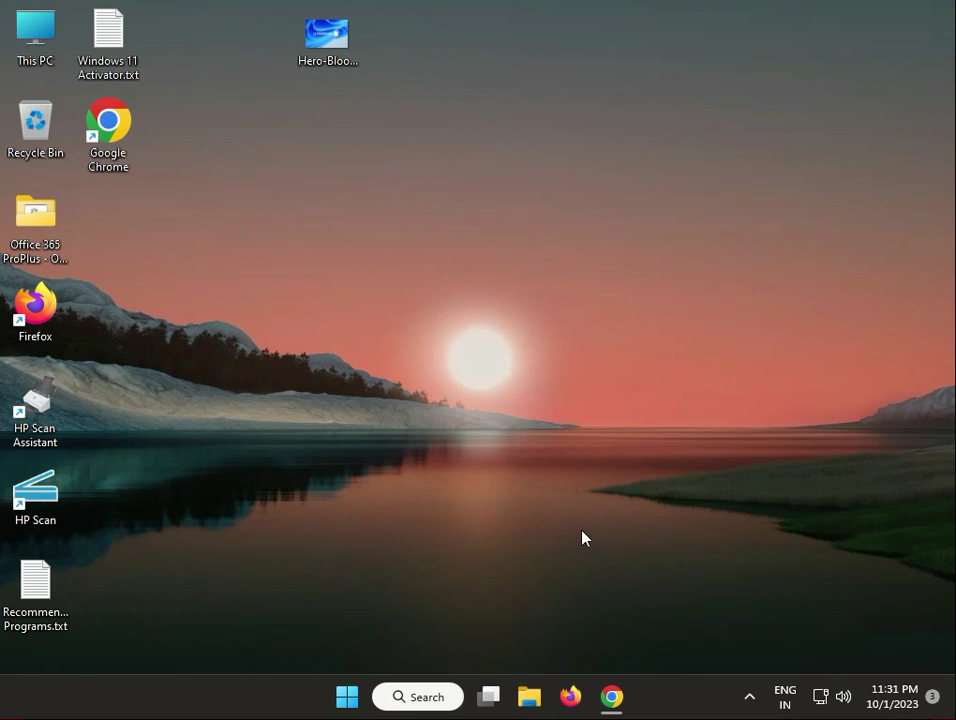 This PC
Windows 11
Activator.txt
Hero-Bloo...
Recycle Bin
Google
Chrome
Office 365
ProPlus - O...
Firefox
HP Scan
Assistant
HP Scan
Recommen...
Programs.txt
Search
ENG
IN
11:31 PM
10/1/2023
3